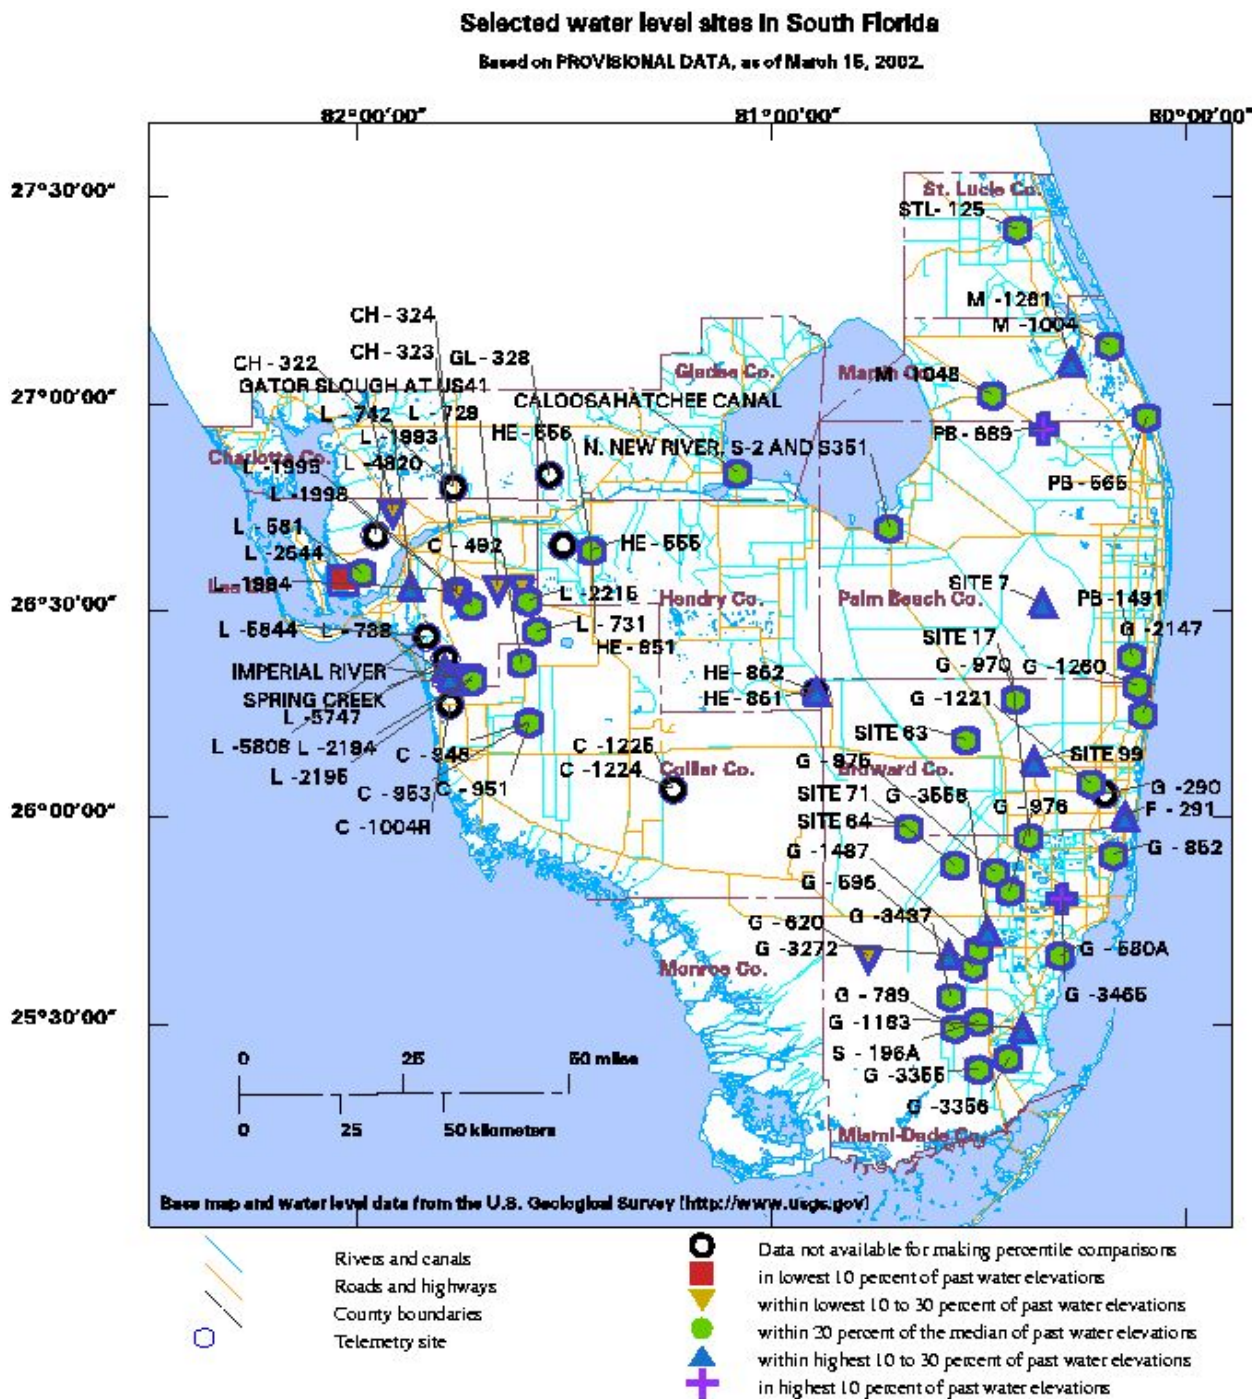 Selected water level sites in South Florida
Based on PROVISIONAL DATA, as of March 15, 2002.
82°00'00" 81°00'00" 80°00'00"
27°30'00"
St. Lucie Co.
STL- 125
M -1261
CH - 324
M -1004
CH - 322 CH - 323 GL - 328
Glades Co. Martin Co.
M -1048
GATOR SLOUGH AT US41
27°00'00"
CALOOSAHATCHEE CANAL
L - 742 L - 728
HE - 556 PB - 689
L -1993
N. NEW RIVER, S-2 AND S351
Charlotte Co.
L -1995 L -4820
PB - 565
L -1998
L - 581
C - 492 HE - 555
L -2644
L -1984 Lee Co.
SITE 7
L -2215 Hendry Co. Palm Beach Co. PB -1491
26°30'00"
L -5844 L - 738 L - 731 SITE 17 G -2147
HE - 851
IMPERIAL RIVER HE - 862 G - 970 G -1260
SPRING CREEK HE - 861 G -1221
L -5747
SITE 63
L -5808 L -2194 C - 948 C -1225 SITE 99
G - 975
L -2195 C -1224 Collier Co. Broward Co.
C - 953 C - 951 SITE 71 G -3558 G - 976 G - 290
26°00'00"
C -1004R SITE 64 F - 291
G -1487 G - 852
G - 596
G - 620 G -3437
G -3272 G - 580A
Monroe Co.
G - 789 G -3465
25°30'00"
G -1183
0 25 50 miles
S - 196A
G -3355
G -3356
0 25 50 kilometers
Miami-Dade Co.
Base map and water level data from the U.S. Geological Survey [http://www.usgs.gov]
Rivers and canals
Roads and highways
County boundaries
Telemetry site
Data not available for making percentile comparisons
in lowest 10 percent of past water elevations
within lowest 10 to 30 percent of past water elevations
within 20 percent of the median of past water elevations
within highest 10 to 30 percent of past water elevations
in highest 10 percent of past water elevations